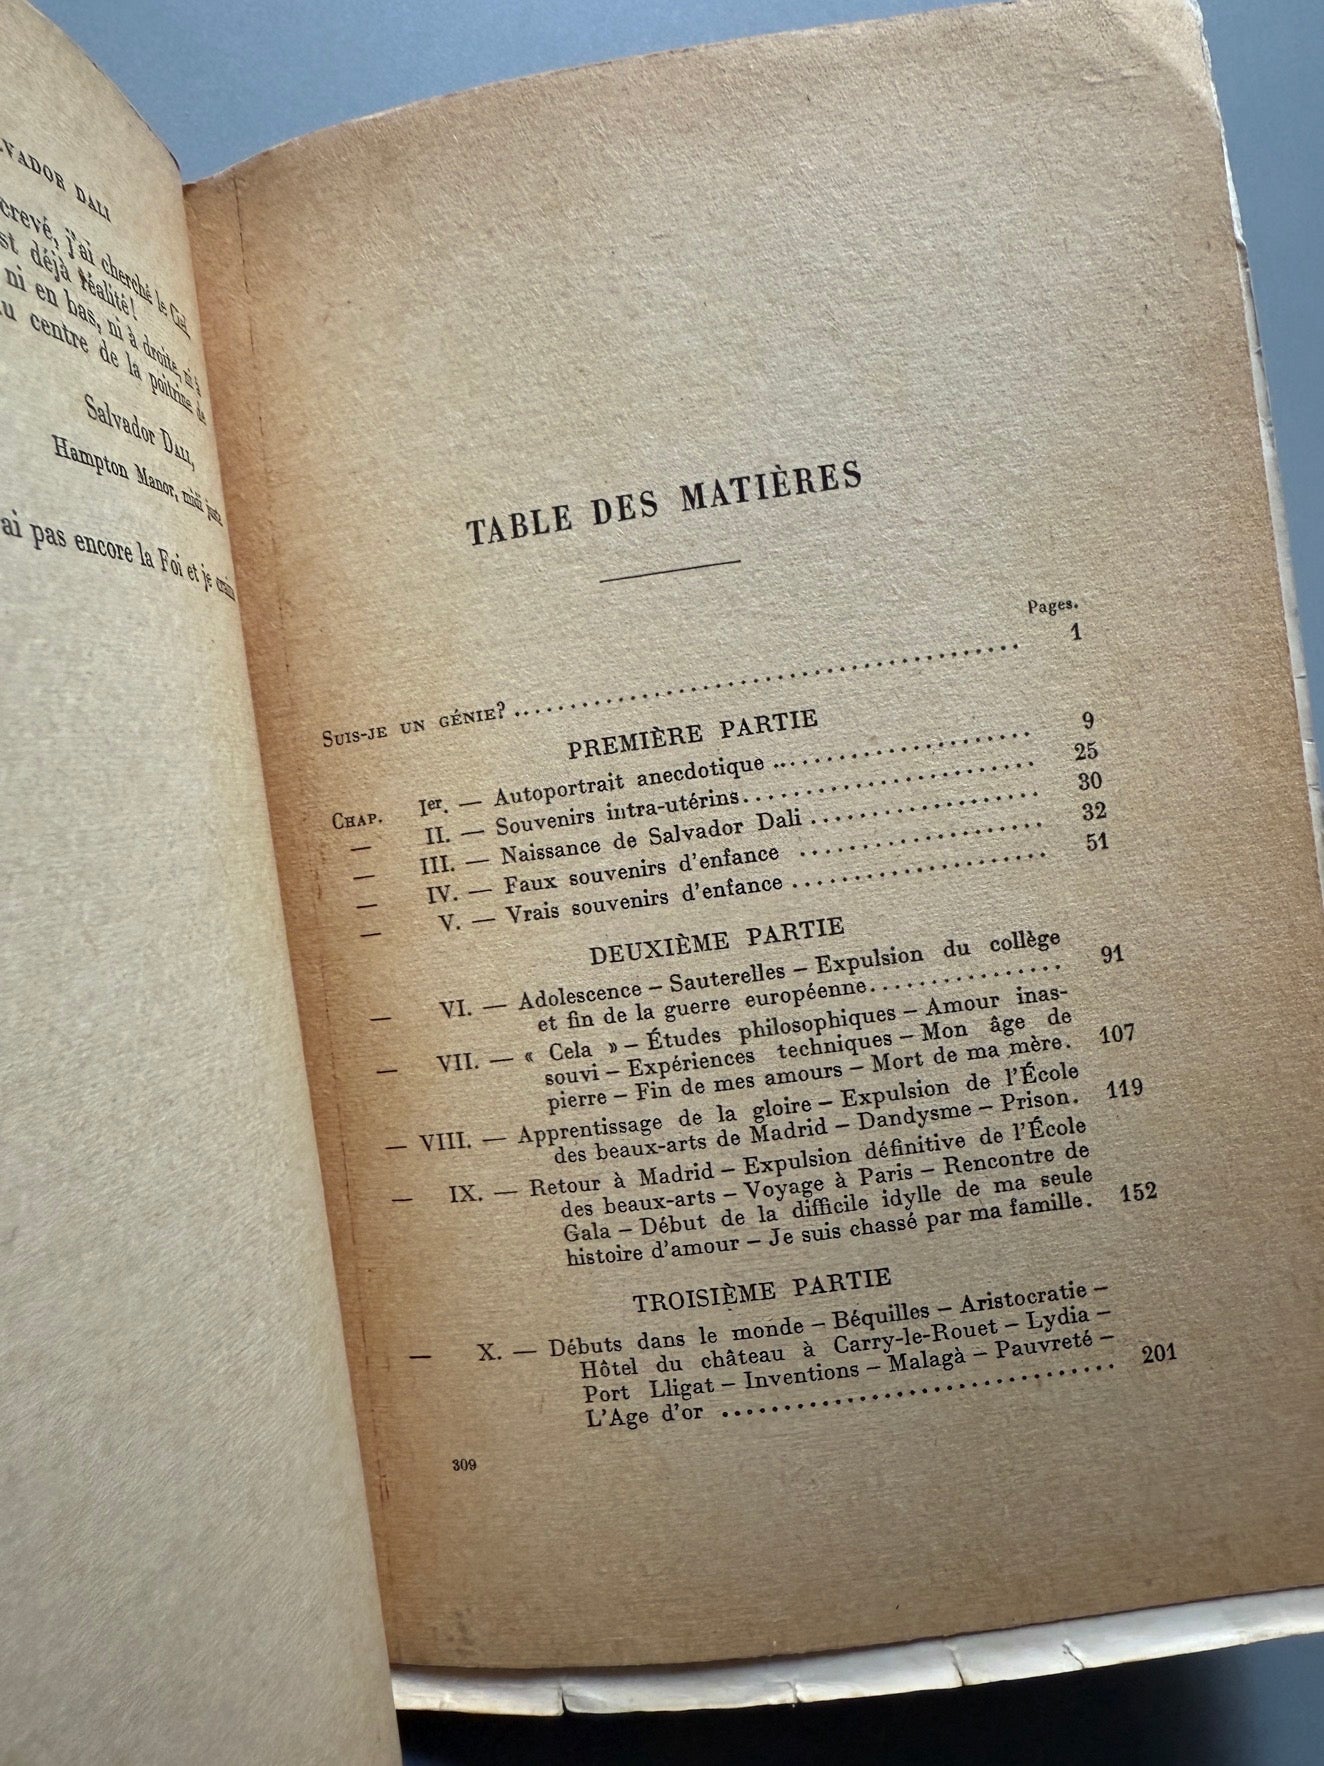 SALVADOR DALI
crevé, j'ai cherché le Ciel,
déjà réalité!
ni en bas, ni à droite, ni à
centre de la poitrine de
Salvador DALI,
Hampton Manor, midi juste
pas encore la Foi et je crains
TABLE DES MATIÈRES
Pages.
SUIS-JE UN GÉNIE? ........ 1
PREMIÈRE PARTIE
CHAP. Ier. — Autoportrait anecdotique ........ 9
— II. — Souvenirs intra-utérins ........ 25
— III. — Naissance de Salvador Dali ........ 30
— IV. — Faux souvenirs d'enfance ........ 32
— V. — Vrais souvenirs d'enfance ........ 51
DEUXIÈME PARTIE
— VI. — Adolescence – Sauterelles – Expulsion du collège
et fin de la guerre européenne ........ 91
— VII. — « Cela » – Études philosophiques – Amour inas-
souvi – Expériences techniques – Mon âge de
pierre – Fin de mes amours – Mort de ma mère. 107
— VIII. — Apprentissage de la gloire – Expulsion de l'École
des beaux-arts de Madrid – Dandysme – Prison. 119
— IX. — Retour à Madrid – Expulsion définitive de l'École
des beaux-arts – Voyage à Paris – Rencontre de
Gala – Début de la difficile idylle de ma seule
histoire d'amour – Je suis chassé par ma famille. 152
TROISIÈME PARTIE
— X. — Débuts dans le monde – Béquilles – Aristocratie –
Hôtel du château à Carry-le-Rouet – Lydia –
Port Lligat – Inventions – Malagà – Pauvreté –
L'Age d'or ........ 201
309